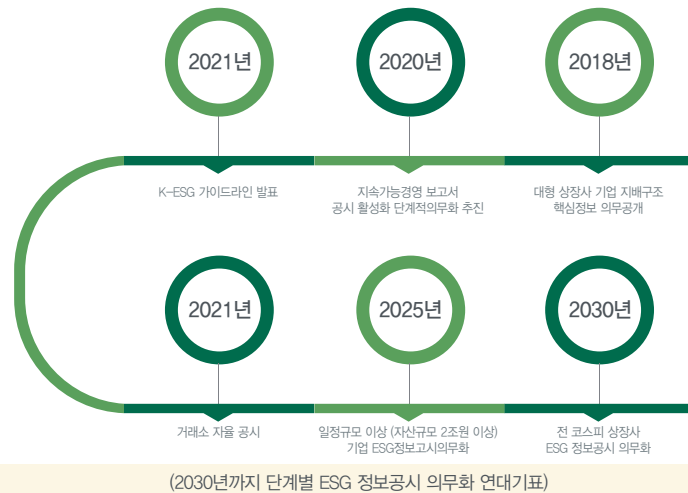 2021년
2020년
2018년
K-ESG 가이드라인 발표
지속가능경영 보고서
공시 활성화 단계적의무화 추진
대형 상장사 기업 지배구조
핵심정보 의무공개
2021년
2025년
2030년
거래소 자율 공시
일정규모 이상 (자산규모 2조원 이상)
기업 ESG정보고시의무화
전 코스피 상장사
ESG 정보공시 의무화
(2030년까지 단계별 ESG 정보공시 의무화 연대기표)